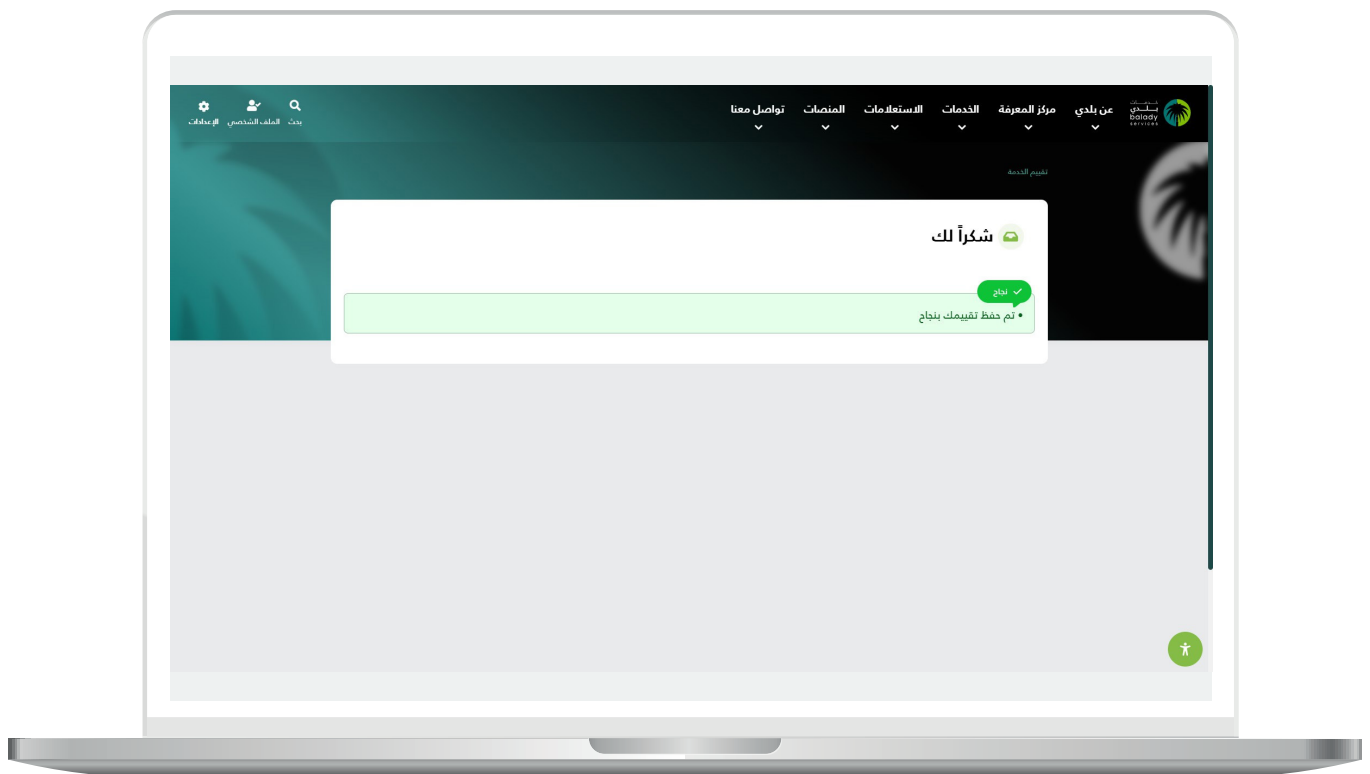 خدمات
بلدي
balady
services
عن بلدي
مركز المعرفة
الخدمات
الاستعلامات
المنصات
تواصل معنا
بحث
الملف الشخصي
الإعدادات
تقييم الخدمة
شكراً لك
نجاح
• تم حفظ تقييمك بنجاح